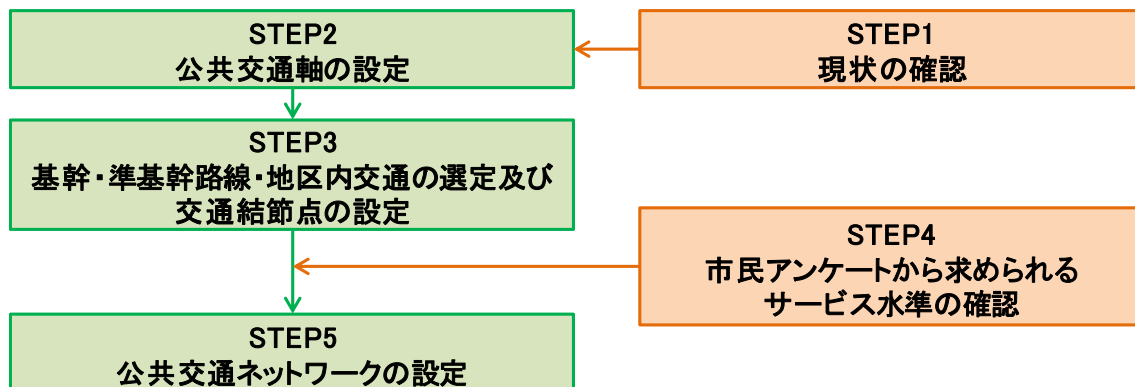 STEP2
公共交通軸の設定
STEP1
現状の確認
STEP3
基幹・準基幹路線・地区内交通の選定及び
交通結節点の設定
STEP4
市民アンケートから求められる
サービス水準の確認
STEP5
公共交通ネットワークの設定